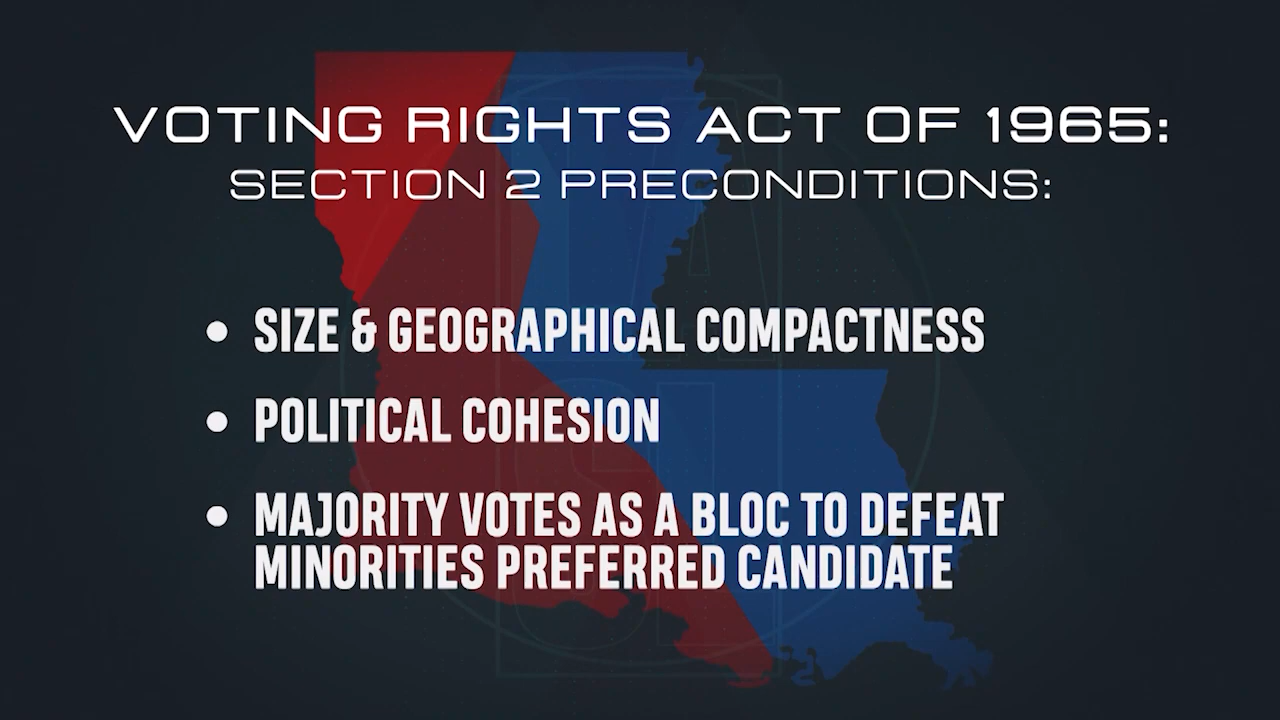 VOTING RIGHTS ACT OF 1965:
SECTION 2 PRECONDITIONS:
• SIZE & GEOGRAPHICAL COMPACTNESS
• POLITICAL COHESION
• MAJORITY VOTES AS A BLOC TO DEFEAT
MINORITIES PREFERRED CANDIDATE